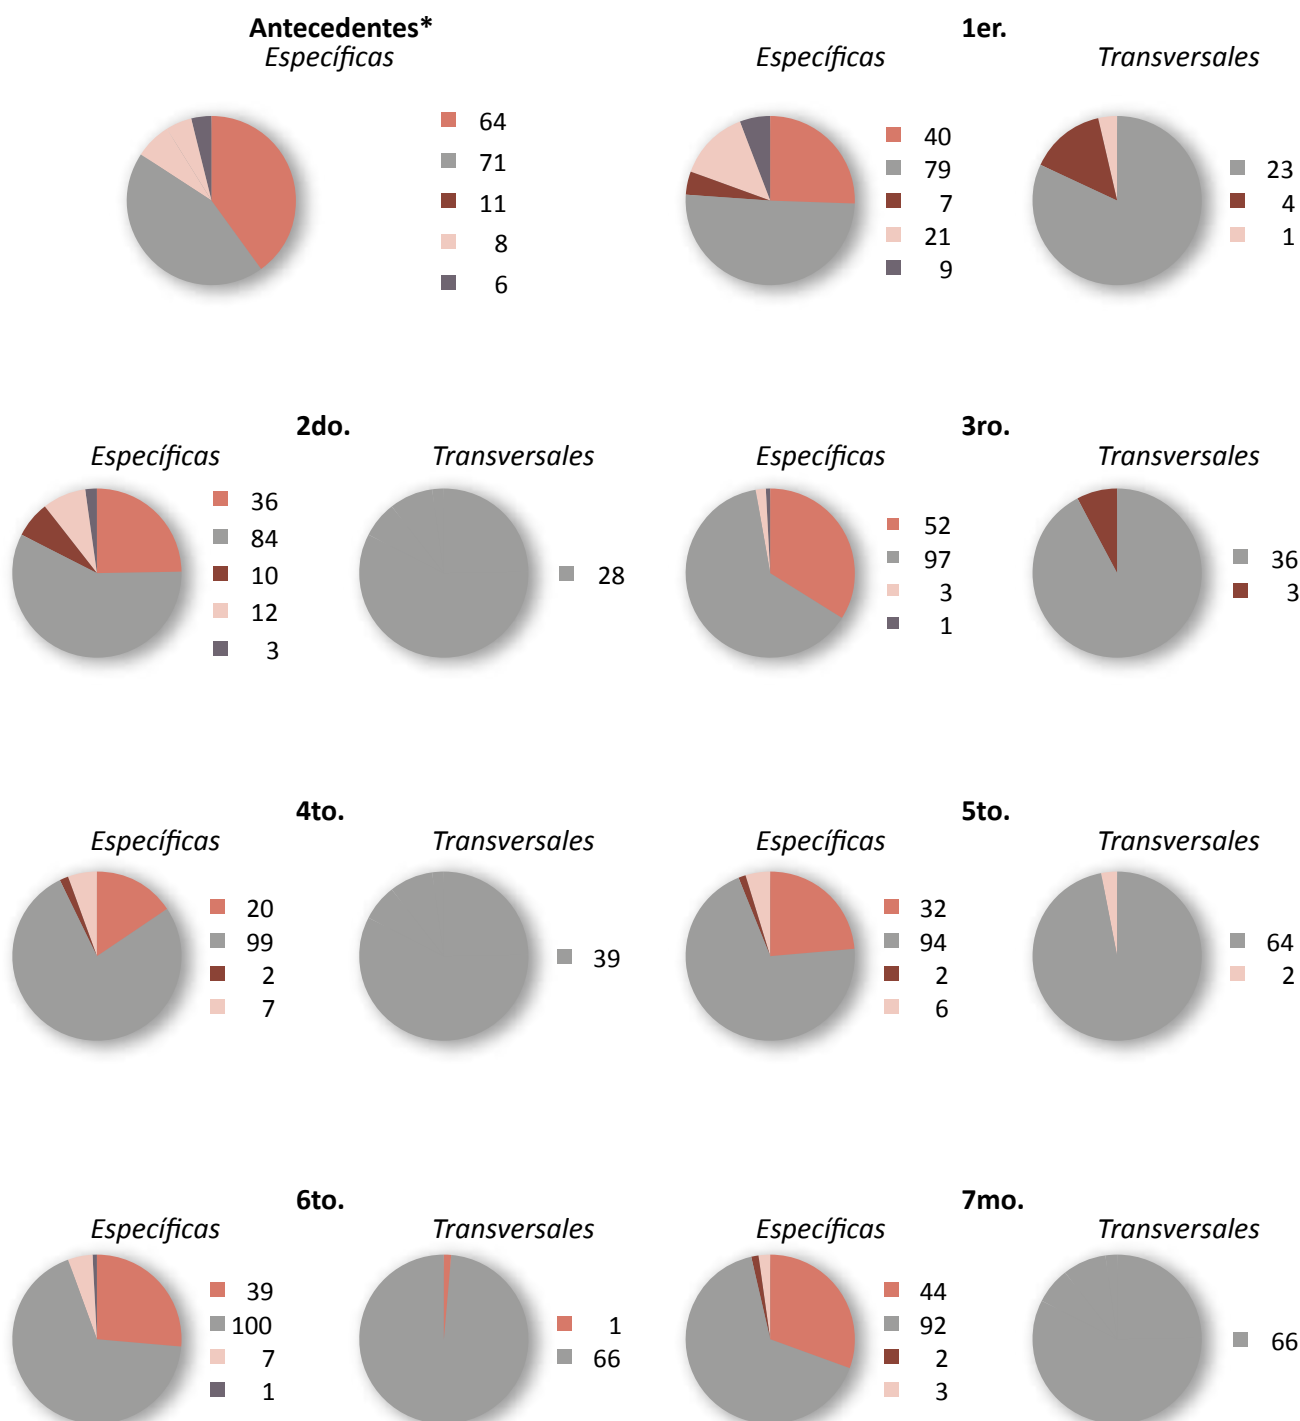 Antecedentes*
Específicas
64
71
11
8
6
1er.
Específicas
40
79
7
21
9
Transversales
23
4
1
2do.
Específicas
36
84
10
12
3
Transversales
28
3ro.
Específicas
52
97
3
1
Transversales
36
3
4to.
Específicas
20
99
2
7
Transversales
39
5to.
Específicas
32
94
2
6
Transversales
64
2
6to.
Específicas
39
100
7
1
Transversales
1
66
7mo.
Específicas
44
92
2
3
Transversales
66